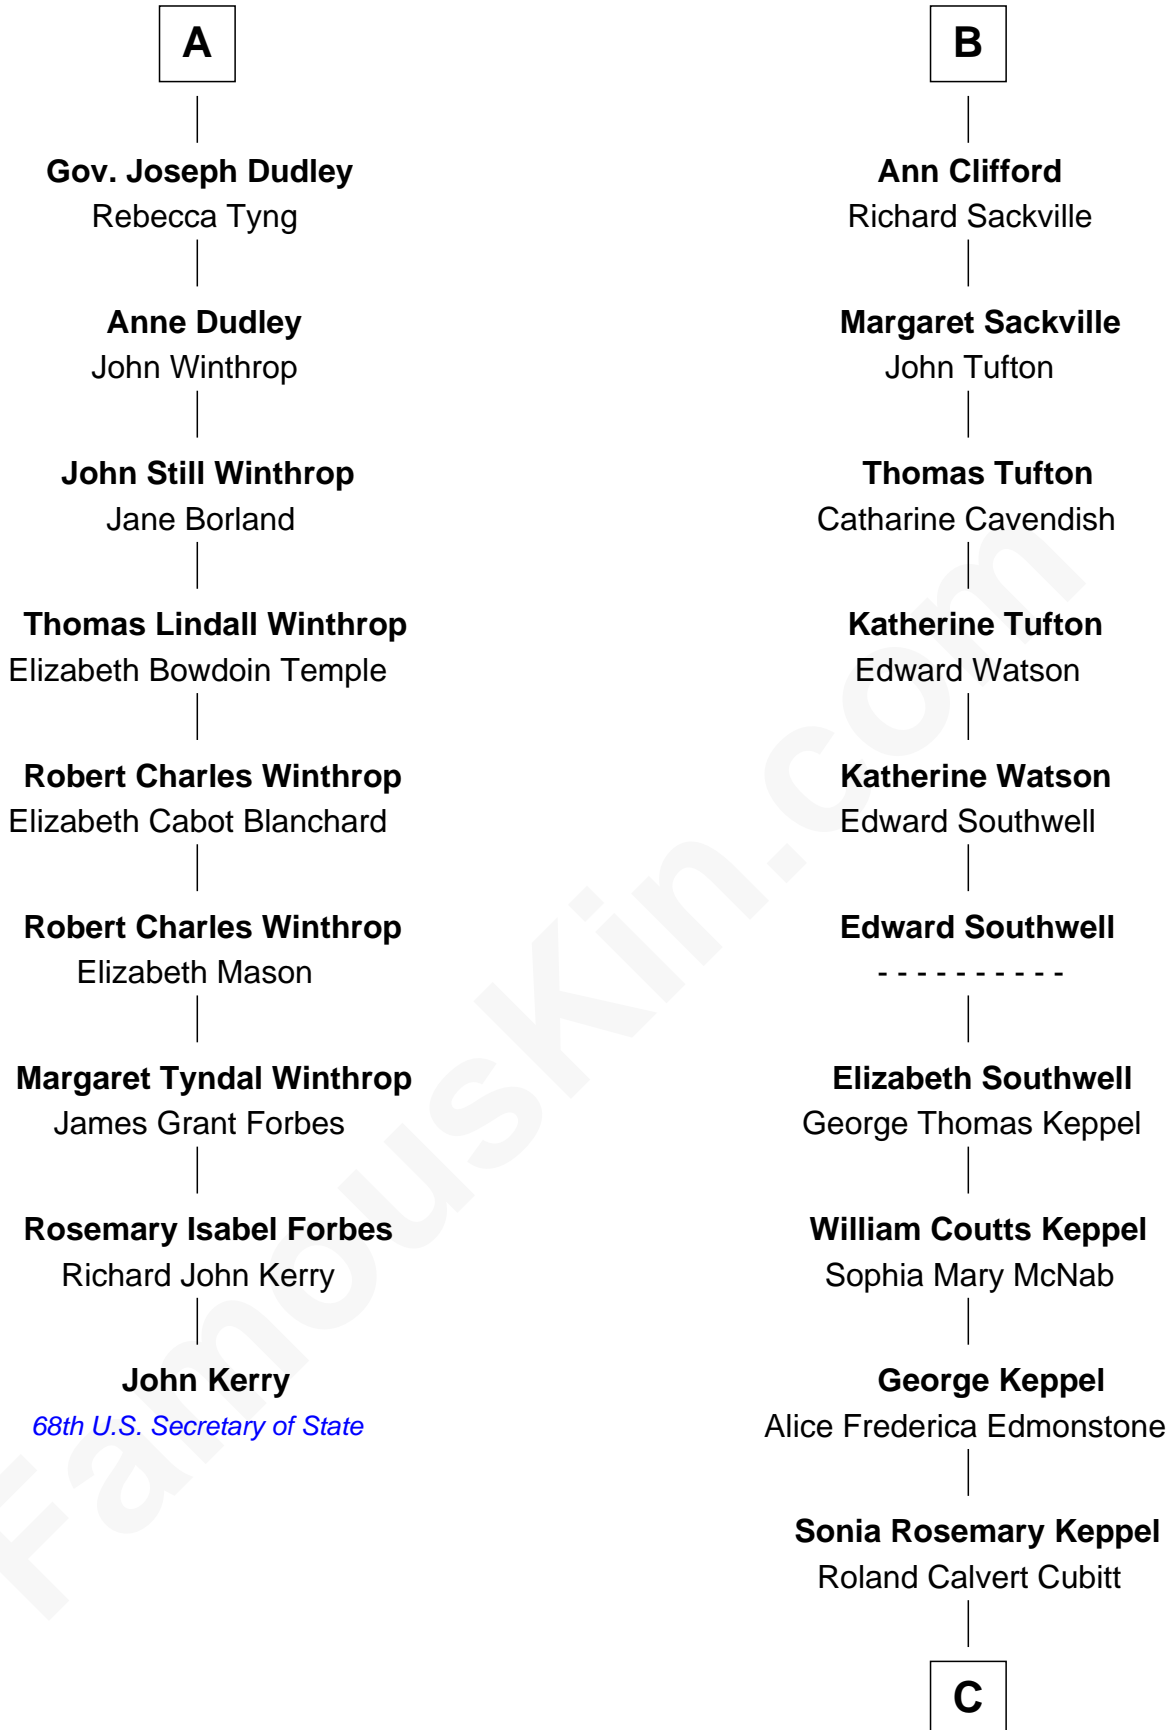 A
Gov. Joseph Dudley
Rebecca Tyng
Anne Dudley
John Winthrop
John Still Winthrop
Jane Borland
Thomas Lindall Winthrop
Elizabeth Bowdoin Temple
Robert Charles Winthrop
Elizabeth Cabot Blanchard
Robert Charles Winthrop
Elizabeth Mason
Margaret Tyndal Winthrop
James Grant Forbes
Rosemary Isabel Forbes
Richard John Kerry
John Kerry
68th U.S. Secretary of State
B
Ann Clifford
Richard Sackville
Margaret Sackville
John Tufton
Thomas Tufton
Catharine Cavendish
Katherine Tufton
Edward Watson
Katherine Watson
Edward Southwell
Edward Southwell
- - - - - - - - - -
Elizabeth Southwell
George Thomas Keppel
William Coutts Keppel
Sophia Mary McNab
George Keppel
Alice Frederica Edmonstone
Sonia Rosemary Keppel
Roland Calvert Cubitt
C
FamousKin.com